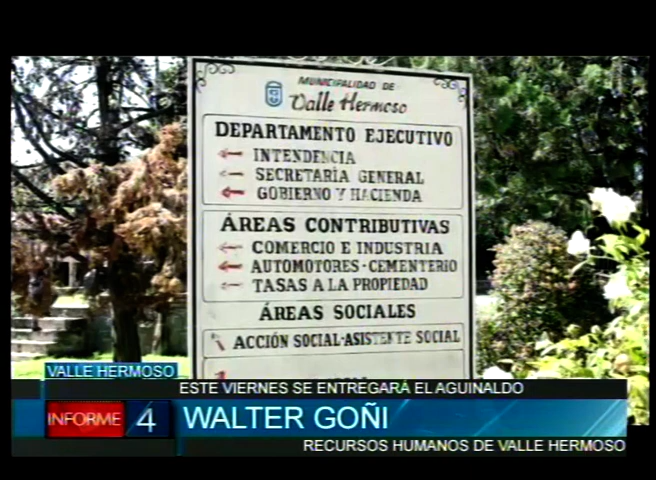 MUNICIPALIDAD DE
Valle Hermoso
DEPARTAMENTO EJECUTIVO
INTENDENCIA
SECRETARÍA GENERAL
GOBIERNO Y HACIENDA
ÁREAS CONTRIBUTIVAS
COMERCIO E INDUSTRIA
AUTOMOTORES-CEMENTERIO
TASAS A LA PROPIEDAD
ÁREAS SOCIALES
ACCIÓN SOCIAL-ASISTENTE SOCIAL
VALLE HERMOSO
ESTE VIERNES SE ENTREGARÁ EL AGUINALDO
INFORME 4
WALTER GOÑI
RECURSOS HUMANOS DE VALLE HERMOSO